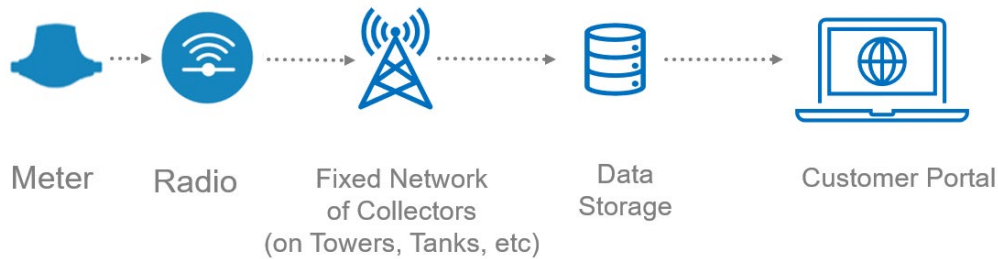 Meter
Radio
Fixed Network
of Collectors
(on Towers, Tanks, etc)
Data
Storage
Customer Portal